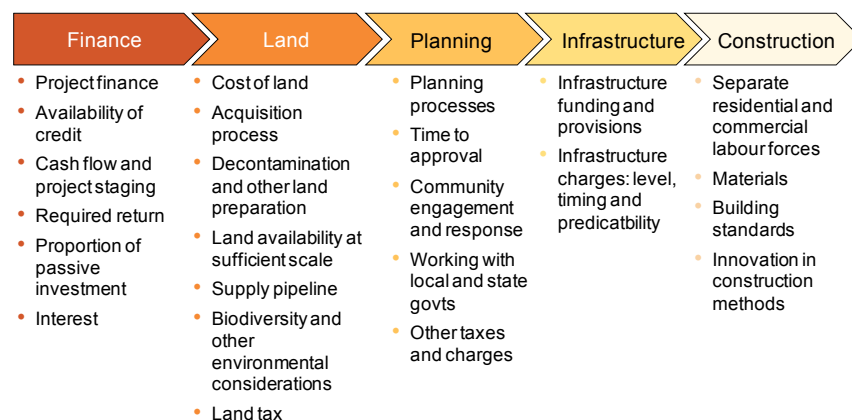 Finance
Land
Planning
Infrastructure
Construction
• Project finance
• Availability of
credit
• Cash flow and
project staging
• Required return
• Proportion of
passive
investment
• Interest
• Cost of land
• Acquisition
process
• Decontamination
and other land
preparation
• Land availability at
sufficient scale
• Supply pipeline
• Biodiversity and
other
environmental
considerations
• Land tax
• Planning
processes
• Time to
approval
• Community
engagement
and response
• Working with
local and state
govts
• Other taxes
and charges
• Infrastructure
funding and
provisions
• Infrastructure
charges: level,
timing and
predicatbility
• Separate
residential and
commercial
labour forces
• Materials
• Building
standards
• Innovation in
construction
methods